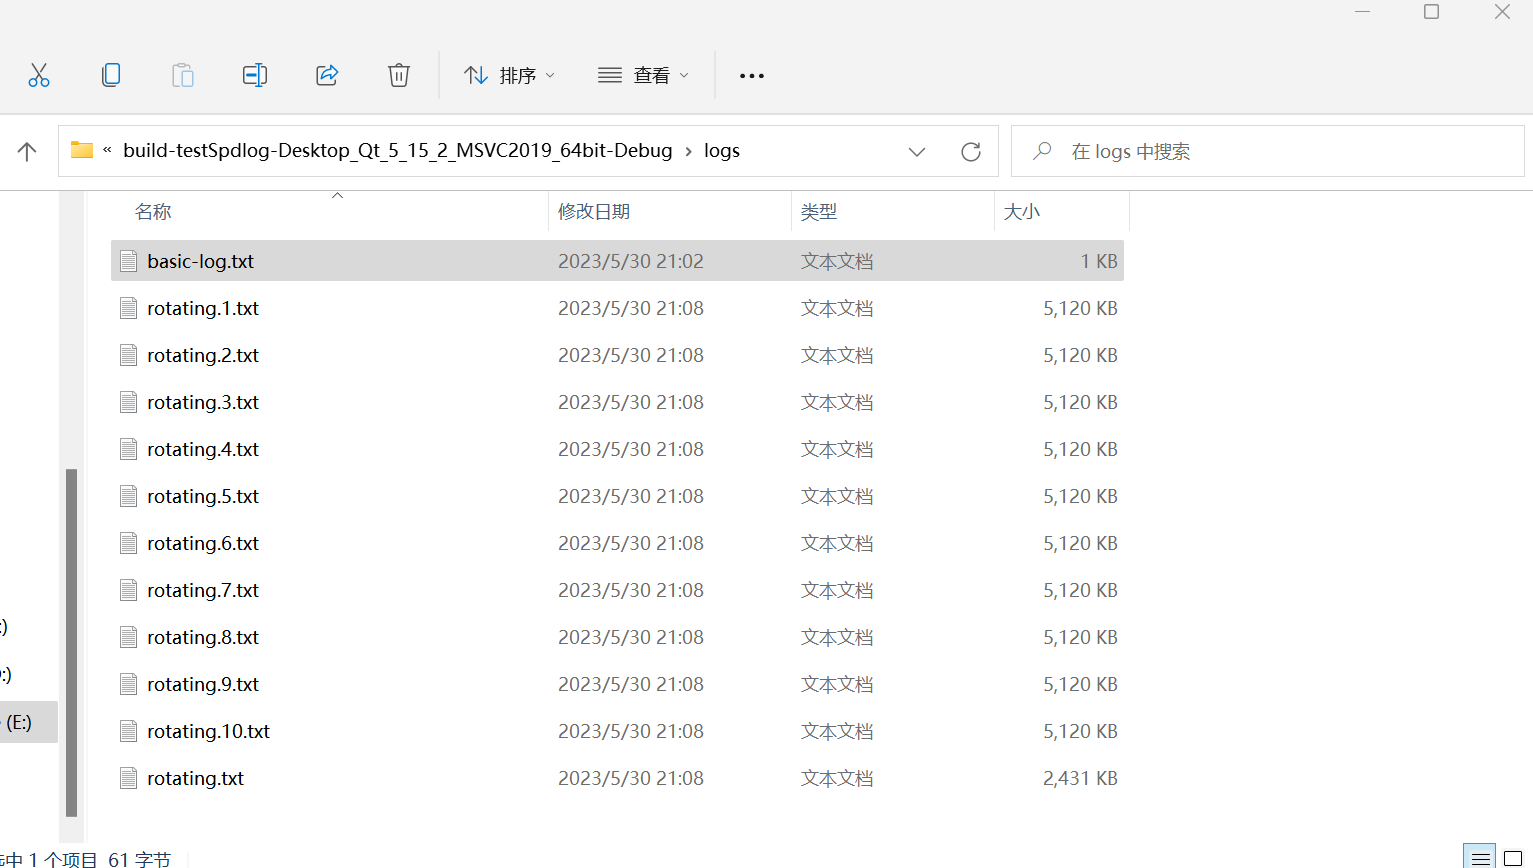 排序 查看
« build-testSpdlog-Desktop_Qt_5_15_2_MSVC2019_64bit-Debug › logs 在 logs 中搜索
名称 修改日期 类型 大小
basic-log.txt 2023/5/30 21:02 文本文档 1 KB
rotating.1.txt 2023/5/30 21:08 文本文档 5,120 KB
rotating.2.txt 2023/5/30 21:08 文本文档 5,120 KB
rotating.3.txt 2023/5/30 21:08 文本文档 5,120 KB
rotating.4.txt 2023/5/30 21:08 文本文档 5,120 KB
rotating.5.txt 2023/5/30 21:08 文本文档 5,120 KB
rotating.6.txt 2023/5/30 21:08 文本文档 5,120 KB
rotating.7.txt 2023/5/30 21:08 文本文档 5,120 KB
:)
rotating.8.txt 2023/5/30 21:08 文本文档 5,120 KB
:)
rotating.9.txt 2023/5/30 21:08 文本文档 5,120 KB
(E:)
rotating.10.txt 2023/5/30 21:08 文本文档 5,120 KB
rotating.txt 2023/5/30 21:08 文本文档 2,431 KB
中 1 个项目 61 字节